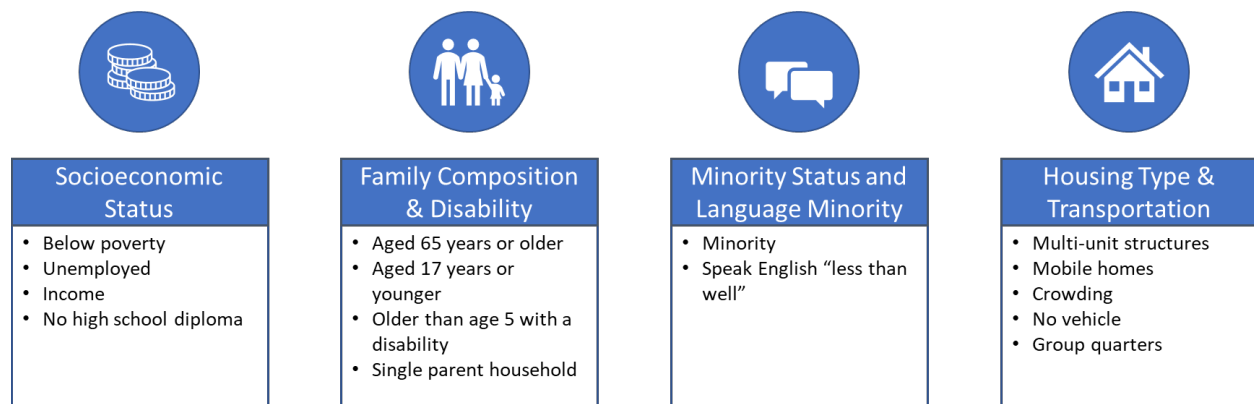 Socioeconomic
Status
• Below poverty
• Unemployed
• Income
• No high school diploma
Family Composition
& Disability
• Aged 65 years or older
• Aged 17 years or
younger
• Older than age 5 with a
disability
• Single parent household
Minority Status and
Language Minority
• Minority
• Speak English “less than
well”
Housing Type &
Transportation
• Multi-unit structures
• Mobile homes
• Crowding
• No vehicle
• Group quarters